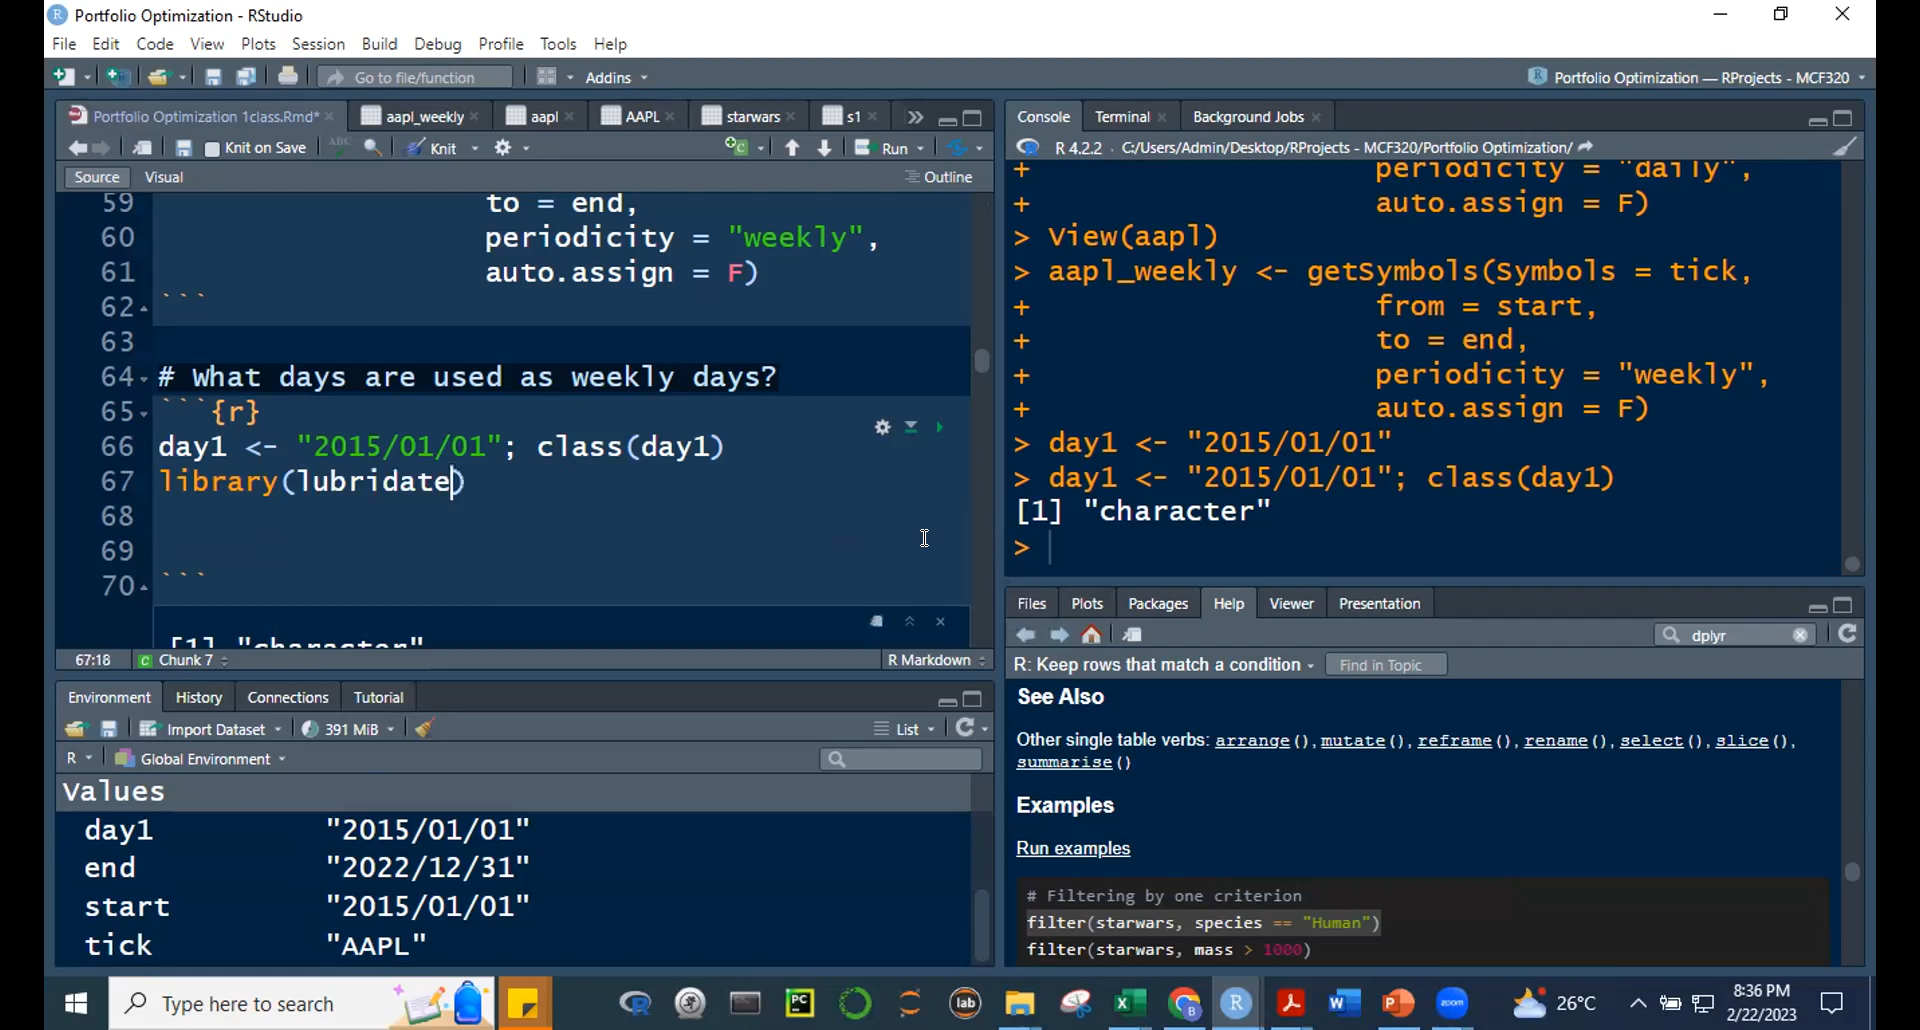 Portfolio Optimization - RStudio
File Edit Code View Plots Session Build Debug Profile Tools Help
Go to file/function Addins Portfolio Optimization — RProjects - MCF320
Portfolio Optimization 1class.Rmd* aapl_weekly aapl AAPL starwars s1
Knit on Save ABC Knit Run
Source Visual Outline
59 to = end,
60 periodicity = "weekly",
61 auto.assign = F)
62 ```
63
64 # What days are used as weekly days?
65 ```{r}
66 day1 <- "2015/01/01"; class(day1)
67 library(lubridate)
68
69
70 ```
[1] "character"
67:18 Chunk 7 R Markdown
Console Terminal Background Jobs
R 4.2.2 · C:/Users/Admin/Desktop/RProjects - MCF320/Portfolio Optimization/
+ periodicity = "daily",
+ auto.assign = F)
> View(aapl)
> aapl_weekly <- getSymbols(Symbols = tick,
+ from = start,
+ to = end,
+ periodicity = "weekly",
+ auto.assign = F)
> day1 <- "2015/01/01"
> day1 <- "2015/01/01"; class(day1)
[1] "character"
>
Environment History Connections Tutorial
Import Dataset 391 MiB List
R Global Environment
Values
day1 "2015/01/01"
end "2022/12/31"
start "2015/01/01"
tick "AAPL"
Files Plots Packages Help Viewer Presentation
dplyr
R: Keep rows that match a condition Find in Topic
See Also
Other single table verbs: arrange(), mutate(), reframe(), rename(), select(), slice(),
summarise()
Examples
Run examples
# Filtering by one criterion
filter(starwars, species == "Human")
filter(starwars, mass > 1000)
Type here to search PC lab zoom 26°C 8:36 PM
2/22/2023